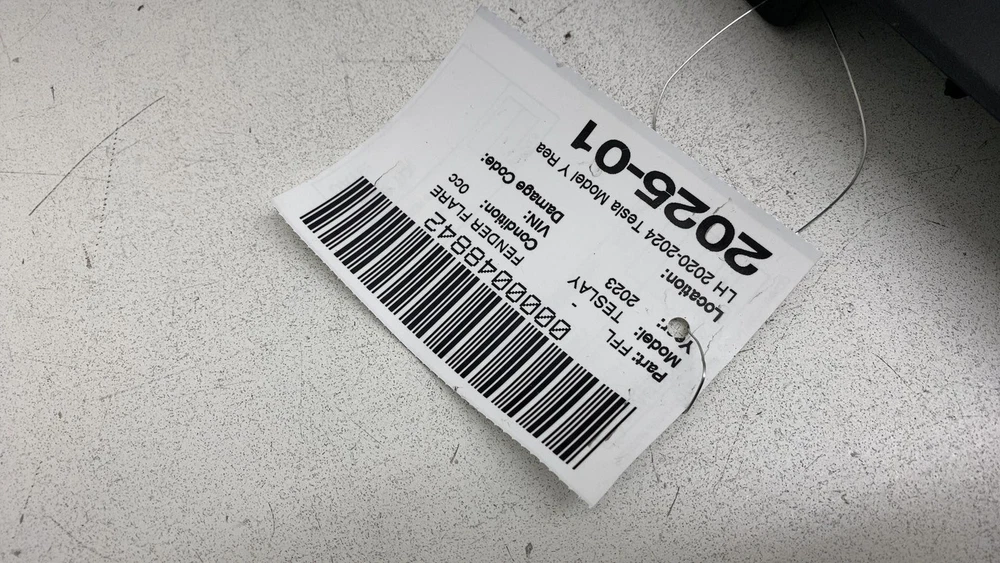 0000048842
Part: FFL FENDER FLARE 0cc
Model: TESLAY Condition:
Year: 2023 VIN:
Location: - Damage Code:
LH 2020-2024 Tesla Model Y Rea
2025-01